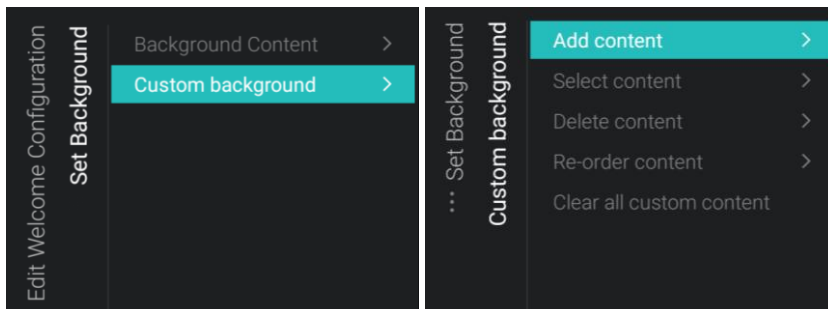 Edit Welcome Configuration
Set Background
Background Content >
Custom background >
... Set Background
Custom background
Add content >
Select content >
Delete content >
Re-order content >
Clear all custom content